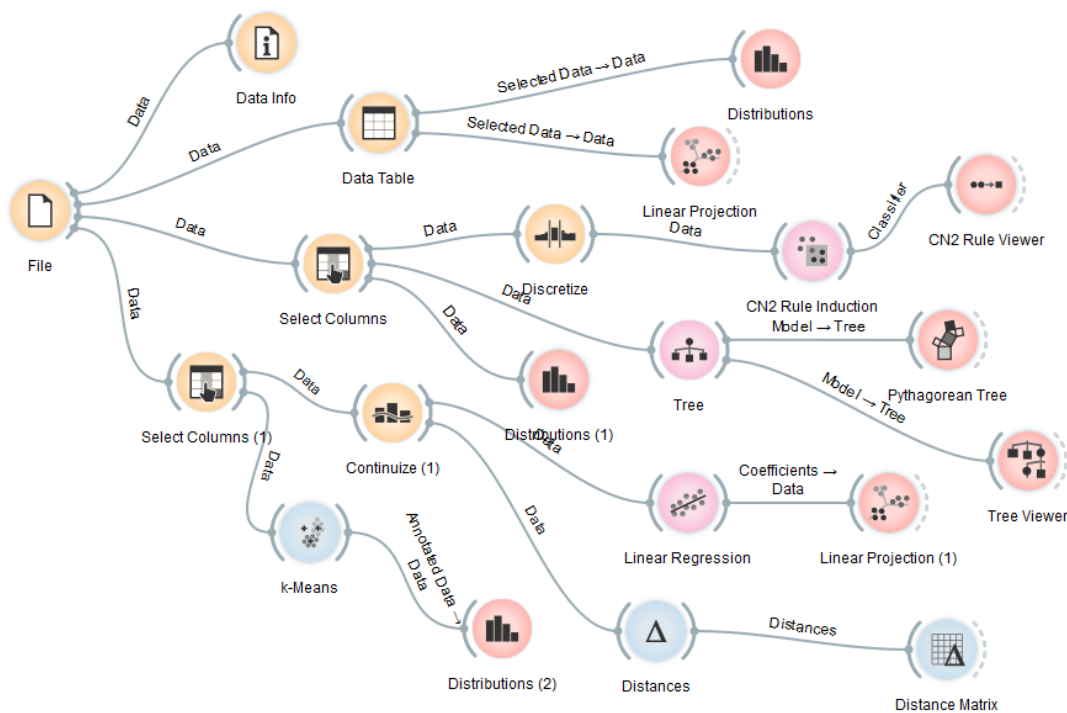 Data
Data Info
Data
Data Table
Selected Data → Data
Distributions
Selected Data → Data
Linear Projection
File
Data
Select Columns
Data
Discretize
Data
CN2 Rule Induction
Classifier
CN2 Rule Viewer
Data
Tree
Model → Tree
Pythagorean Tree
Model → Tree
Tree Viewer
Data
Distributions (1)
Data
Select Columns (1)
Data
Continuize (1)
Data
Linear Regression
Coefficients →
Data
Linear Projection (1)
Data
k-Means
Annotated Data →
Data
Distributions (2)
Data
Distances
Distances
Distance Matrix